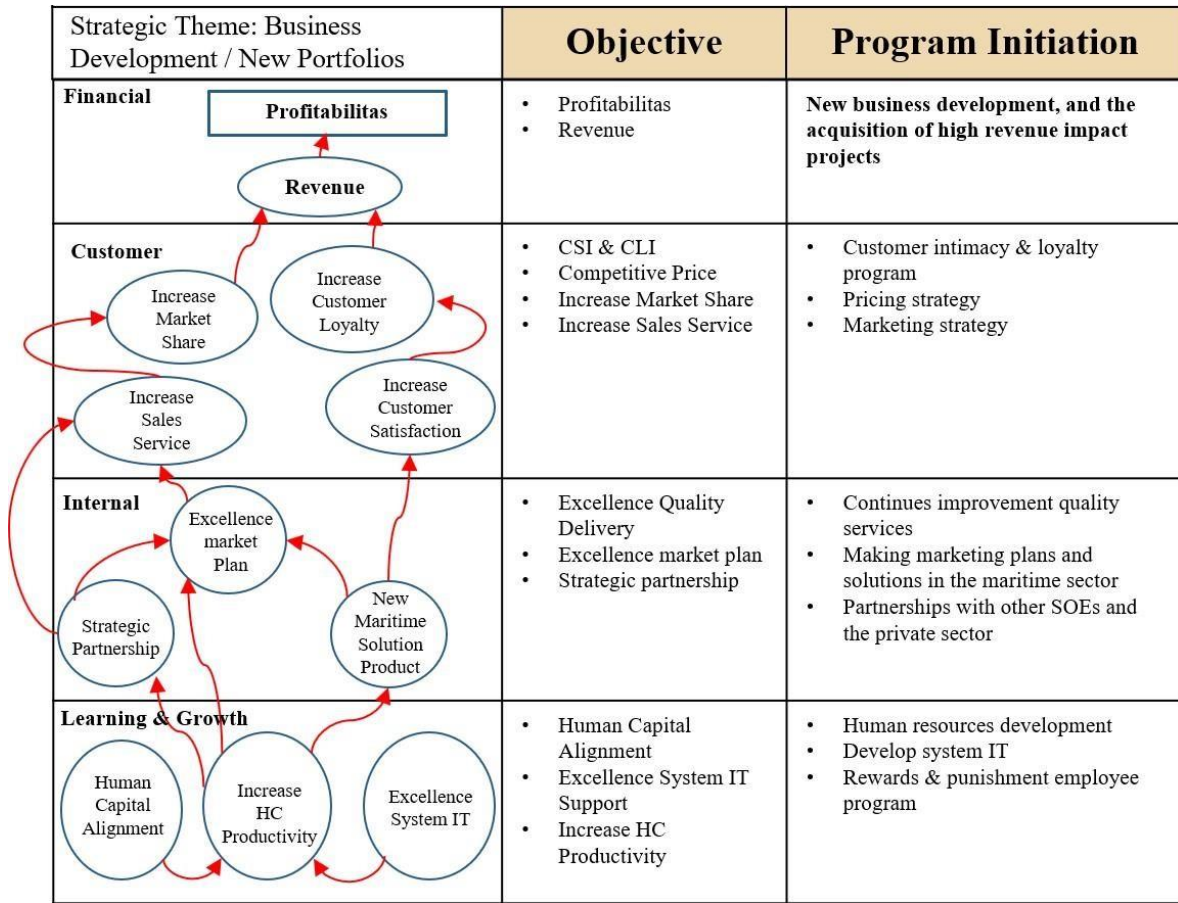 Strategic Theme: Business
Development / New Portfolios
Objective
Program Initiation
Financial
Profitabilitas
Revenue
• Profitabilitas
• Revenue
New business development, and the
acquisition of high revenue impact
projects
Customer
Increase
Market
Share
Increase
Customer
Loyalty
Increase
Sales
Service
Increase
Customer
Satisfaction
• CSI & CLI
• Competitive Price
• Increase Market Share
• Increase Sales Service
• Customer intimacy & loyalty
program
• Pricing strategy
• Marketing strategy
Internal
Excellence
market
Plan
Strategic
Partnership
New
Maritime
Solution
Product
• Excellence Quality
Delivery
• Excellence market plan
• Strategic partnership
• Continues improvement quality
services
• Making marketing plans and
solutions in the maritime sector
• Partnerships with other SOEs and
the private sector
Learning & Growth
Human
Capital
Alignment
Increase
HC
Productivity
Excellence
System IT
• Human Capital
Alignment
• Excellence System IT
Support
• Increase HC
Productivity
• Human resources development
• Develop system IT
• Rewards & punishment employee
program